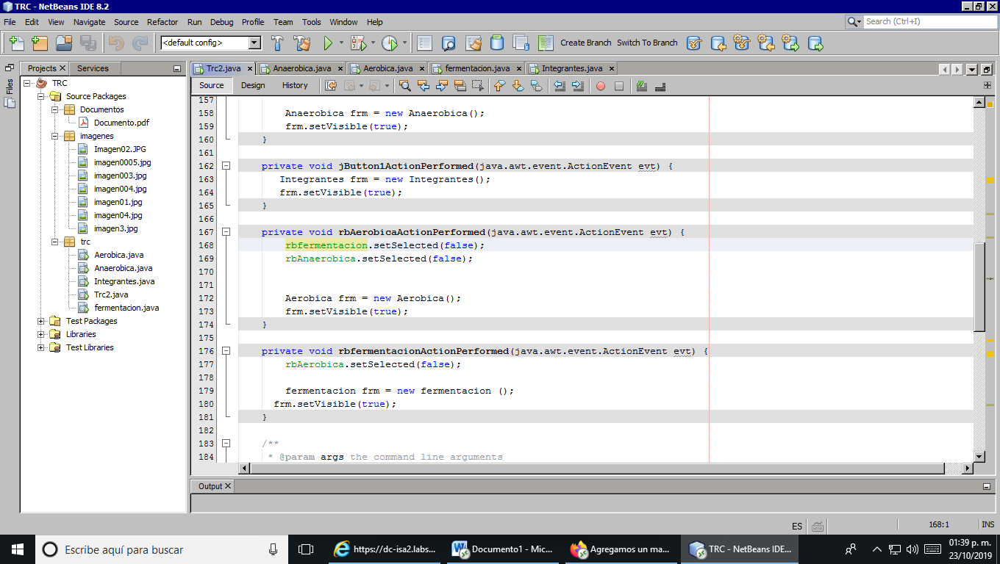 TRC - NetBeans IDE 8.2
File Edit View Navigate Source Refactor Run Debug Profile Team Tools Window Help
Search (Ctrl+I)
<default config>
Create Branch Switch To Branch
Files
Projects Services
TRC
Source Packages
Documentos
Documento.pdf
imagenes
Imagen02.JPG
imagen0005.jpg
imagen003.jpg
imagen004.jpg
imagen01.jpg
imagen04.jpg
imagen3.jpg
trc
Aerobica.java
Anaerobica.java
Integrantes.java
Trc2.java
fermentacion.java
Test Packages
Libraries
Test Libraries
Trc2.java Anaerobica.java Aerobica.java fermentacion.java Integrantes.java
Source Design History
157
158 Anaerobica frm = new Anaerobica();
159 frm.setVisible(true);
160 }
161
162 private void jButton1ActionPerformed(java.awt.event.ActionEvent evt) {
163 Integrantes frm = new Integrantes();
164 frm.setVisible(true);
165 }
166
167 private void rbAerobicaActionPerformed(java.awt.event.ActionEvent evt) {
168 rbfermentacion.setSelected(false);
169 rbAnaerobica.setSelected(false);
170
171
172 Aerobica frm = new Aerobica();
173 frm.setVisible(true);
174 }
175
176 private void rbfermentacionActionPerformed(java.awt.event.ActionEvent evt) {
177 rbAerobica.setSelected(false);
178
179 fermentacion frm = new fermentacion ();
180 frm.setVisible(true);
181 }
182
183 /**
184 * @param args the command line arguments
Output
ES
168:1
INS
Escribe aquí para buscar
https://dc-isa2.labs...
Documento1 - Mic...
Agregamos un ma...
TRC - NetBeans IDE...
01:39 p. m.
23/10/2019